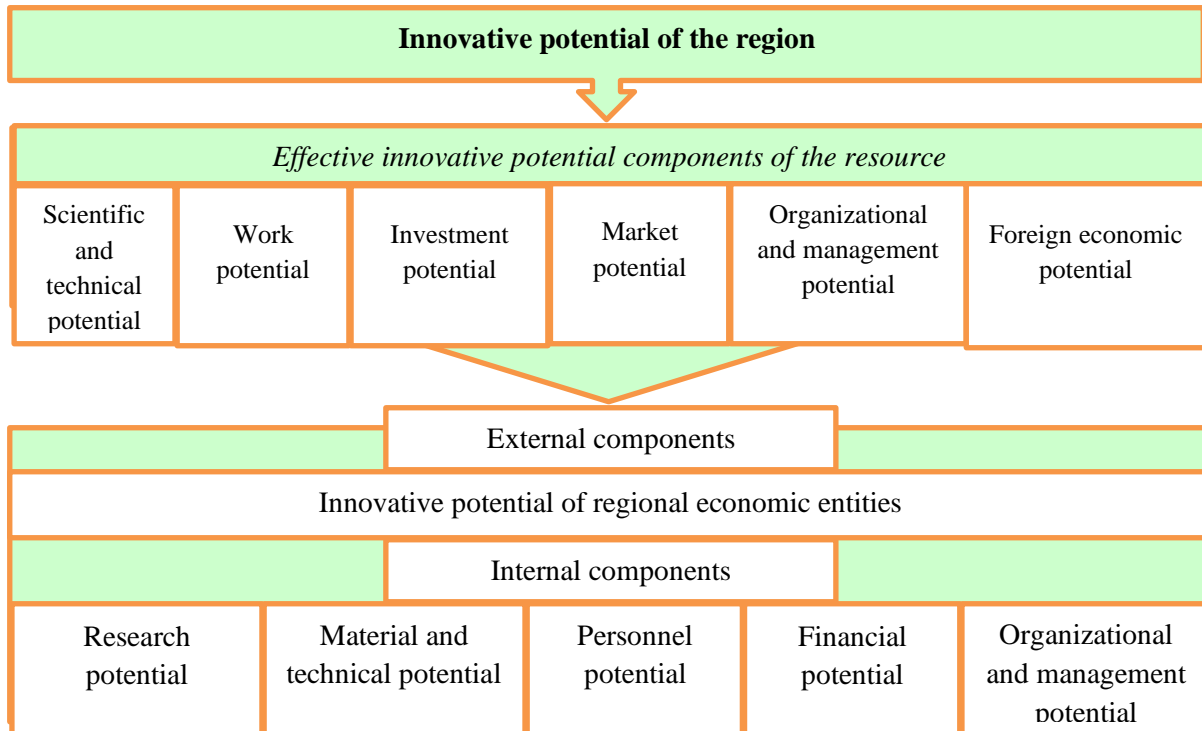 Innovative potential of the region
Effective innovative potential components of the resource
Scientific
and
technical
potential
Work
potential
Investment
potential
Market
potential
Organizational
and management
potential
Foreign economic
potential
External components
Innovative potential of regional economic entities
Internal components
Research
potential
Material and
technical potential
Personnel
potential
Financial
potential
Organizational
and management
potential